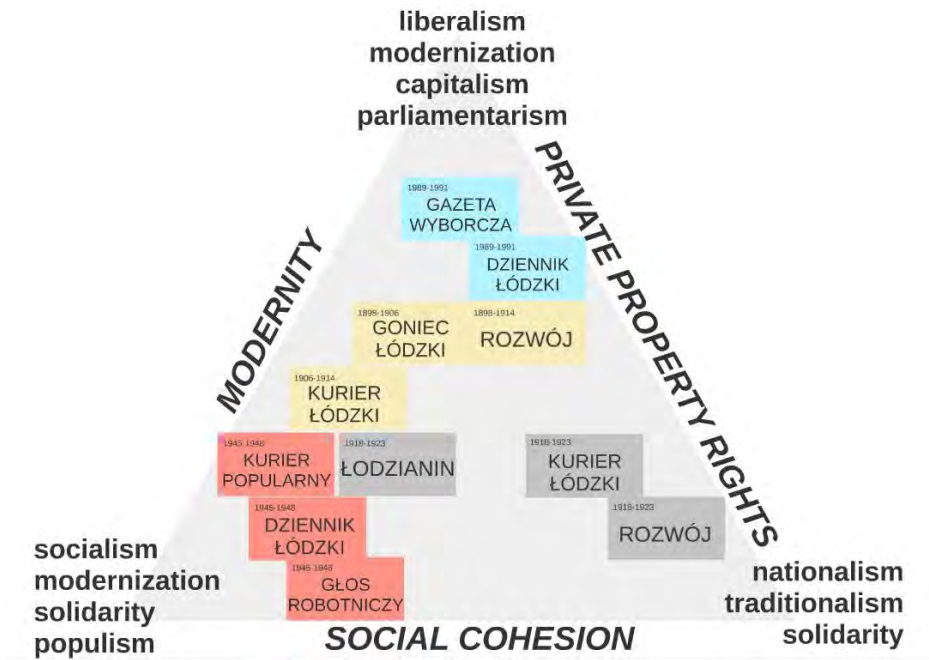 liberalism
modernization
capitalism
parliamentarism
PRIVATE PROPERTY RIGHTS
MODERNITY
1989-1991
GAZETA
WYBORCZA
1989-1991
DZIENNIK
ŁÓDZKI
1898-1906
GONIEC
ŁÓDZKI
1898-1914
ROZWÓJ
1906-1914
KURIER
ŁÓDZKI
1945-1948
KURIER
POPULARNY
1918-1923
ŁODZIANIN
1918-1923
KURIER
ŁÓDZKI
1945-1948
DZIENNIK
ŁÓDZKI
1918-1923
ROZWÓJ
1945-1948
GŁOS
ROBOTNICZY
socialism
modernization
solidarity
populism
SOCIAL COHESION
nationalism
traditionalism
solidarity